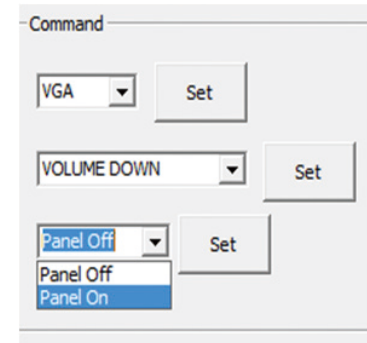 Command
VGA Set
VOLUME DOWN Set
Panel Off Set
Panel Off
Panel On